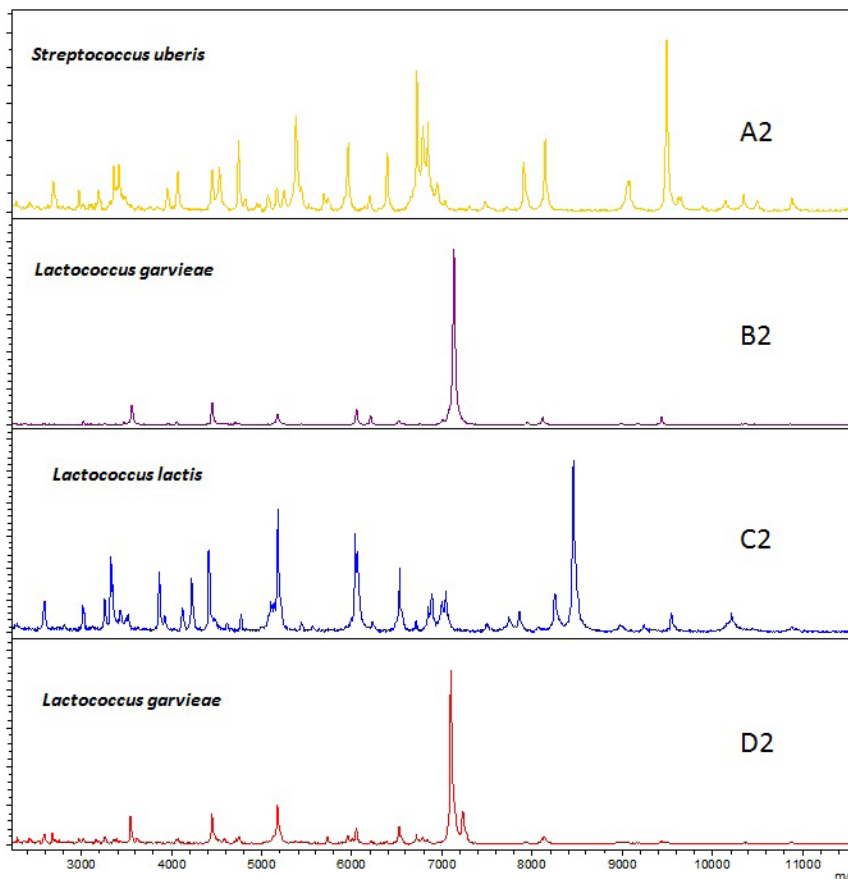 Streptococcus uberis
A2
Lactococcus garvieae
B2
Lactococcus lactis
C2
Lactococcus garvieae
D2
3000 4000 5000 6000 7000 8000 9000 10000 11000